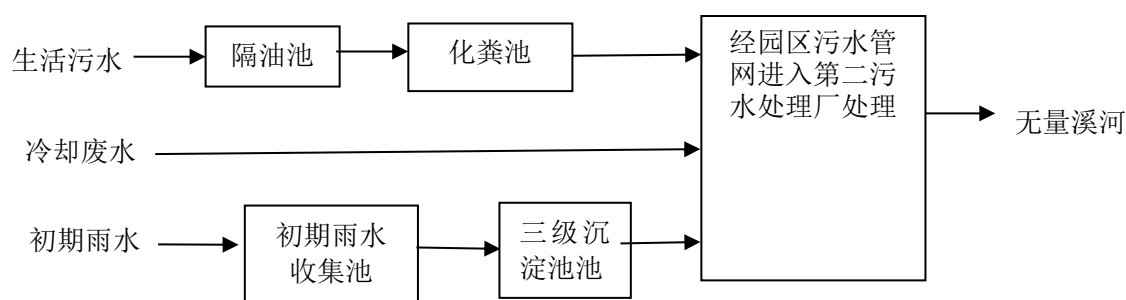 生活污水
隔油池
化粪池
经园区污水管
网进入第二污
水处理厂处理
无量溪河
冷却废水
初期雨水
初期雨水
收集池
三级沉
淀池池